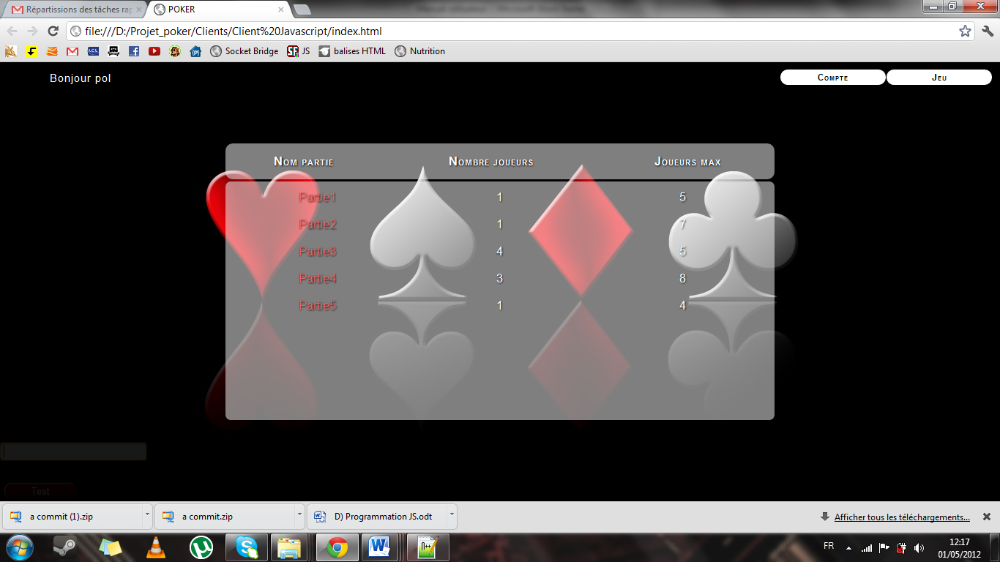 Répartissions des tâches rap
POKER
file:///D:/Projet_poker/Clients/Client%20Javascript/index.html
LCL Socket Bridge SF JS balises HTML Nutrition
Bonjour pol
Compte
Jeu
Nom partie Nombre joueurs Joueurs max
Partie1 1 5
Partie2 1 7
Partie3 4 5
Partie4 3 8
Partie5 1 4
Test
a commit (1).zip
a commit.zip
D) Programmation JS.odt
Afficher tous les téléchargements...
FR
12:17
01/05/2012